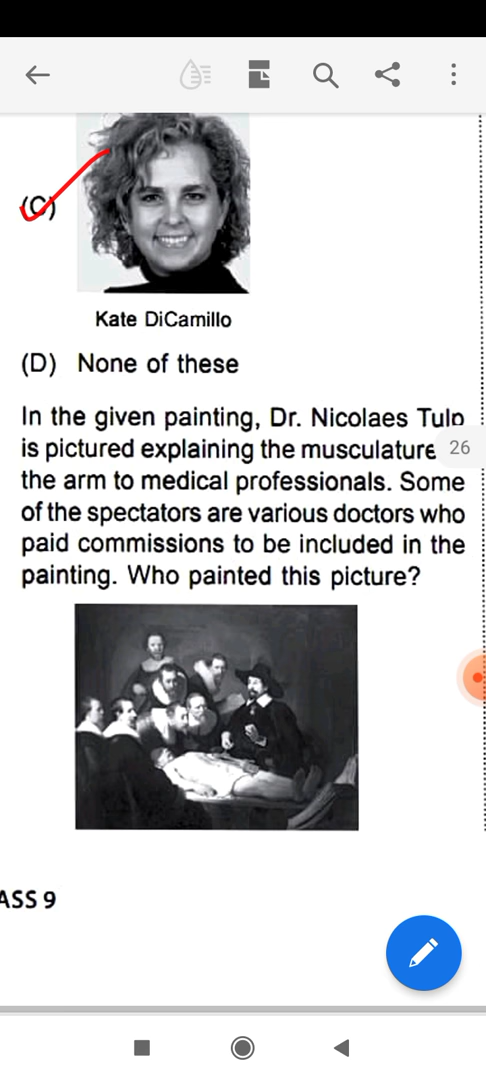 (C)
Kate DiCamillo
(D) None of these
In the given painting, Dr. Nicolaes Tulp
is pictured explaining the musculature
26
the arm to medical professionals. Some
of the spectators are various doctors who
paid commissions to be included in the
painting. Who painted this picture?
ASS 9